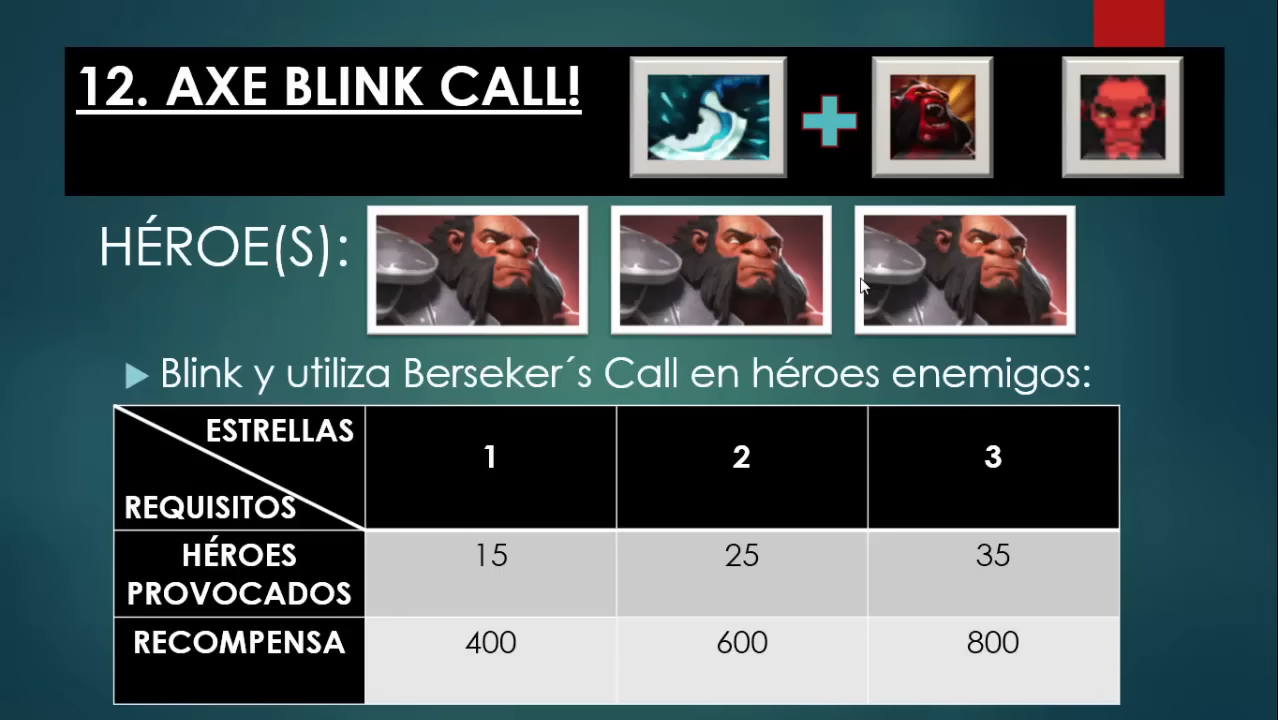 12. AXE BLINK CALL!
HÉROE(S):
Blink y utiliza Berseker´s Call en héroes enemigos:
ESTRELLAS
REQUISITOS
1
2
3
HÉROES
PROVOCADOS
15
25
35
RECOMPENSA
400
600
800